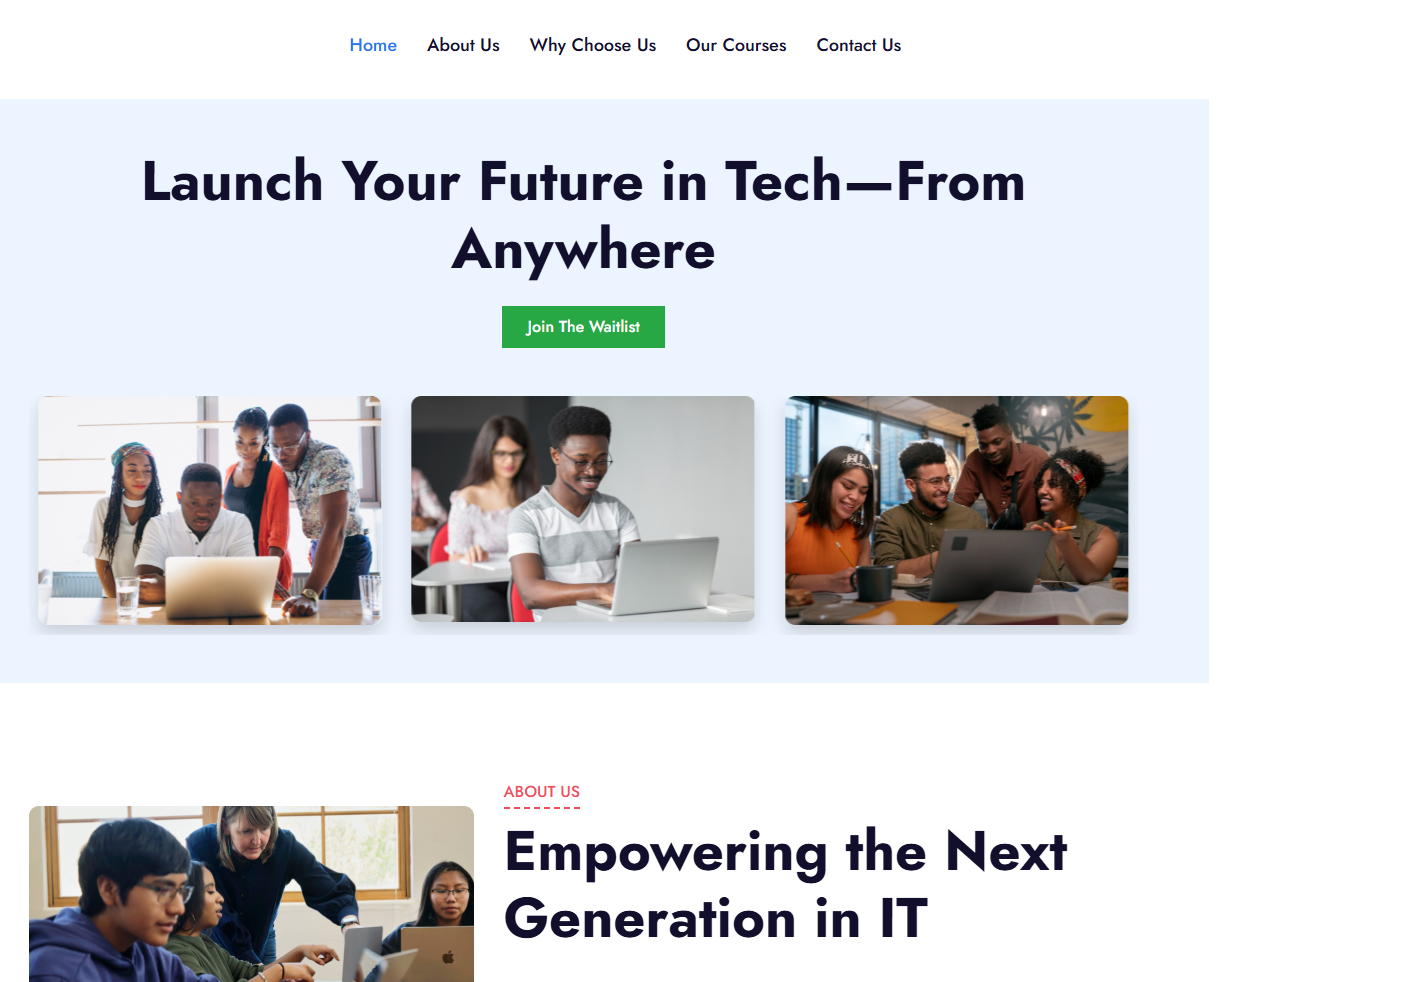 Home About Us Why Choose Us Our Courses Contact Us
Launch Your Future in Tech—From
Anywhere
Join The Waitlist
ABOUT US
Empowering the Next
Generation in IT